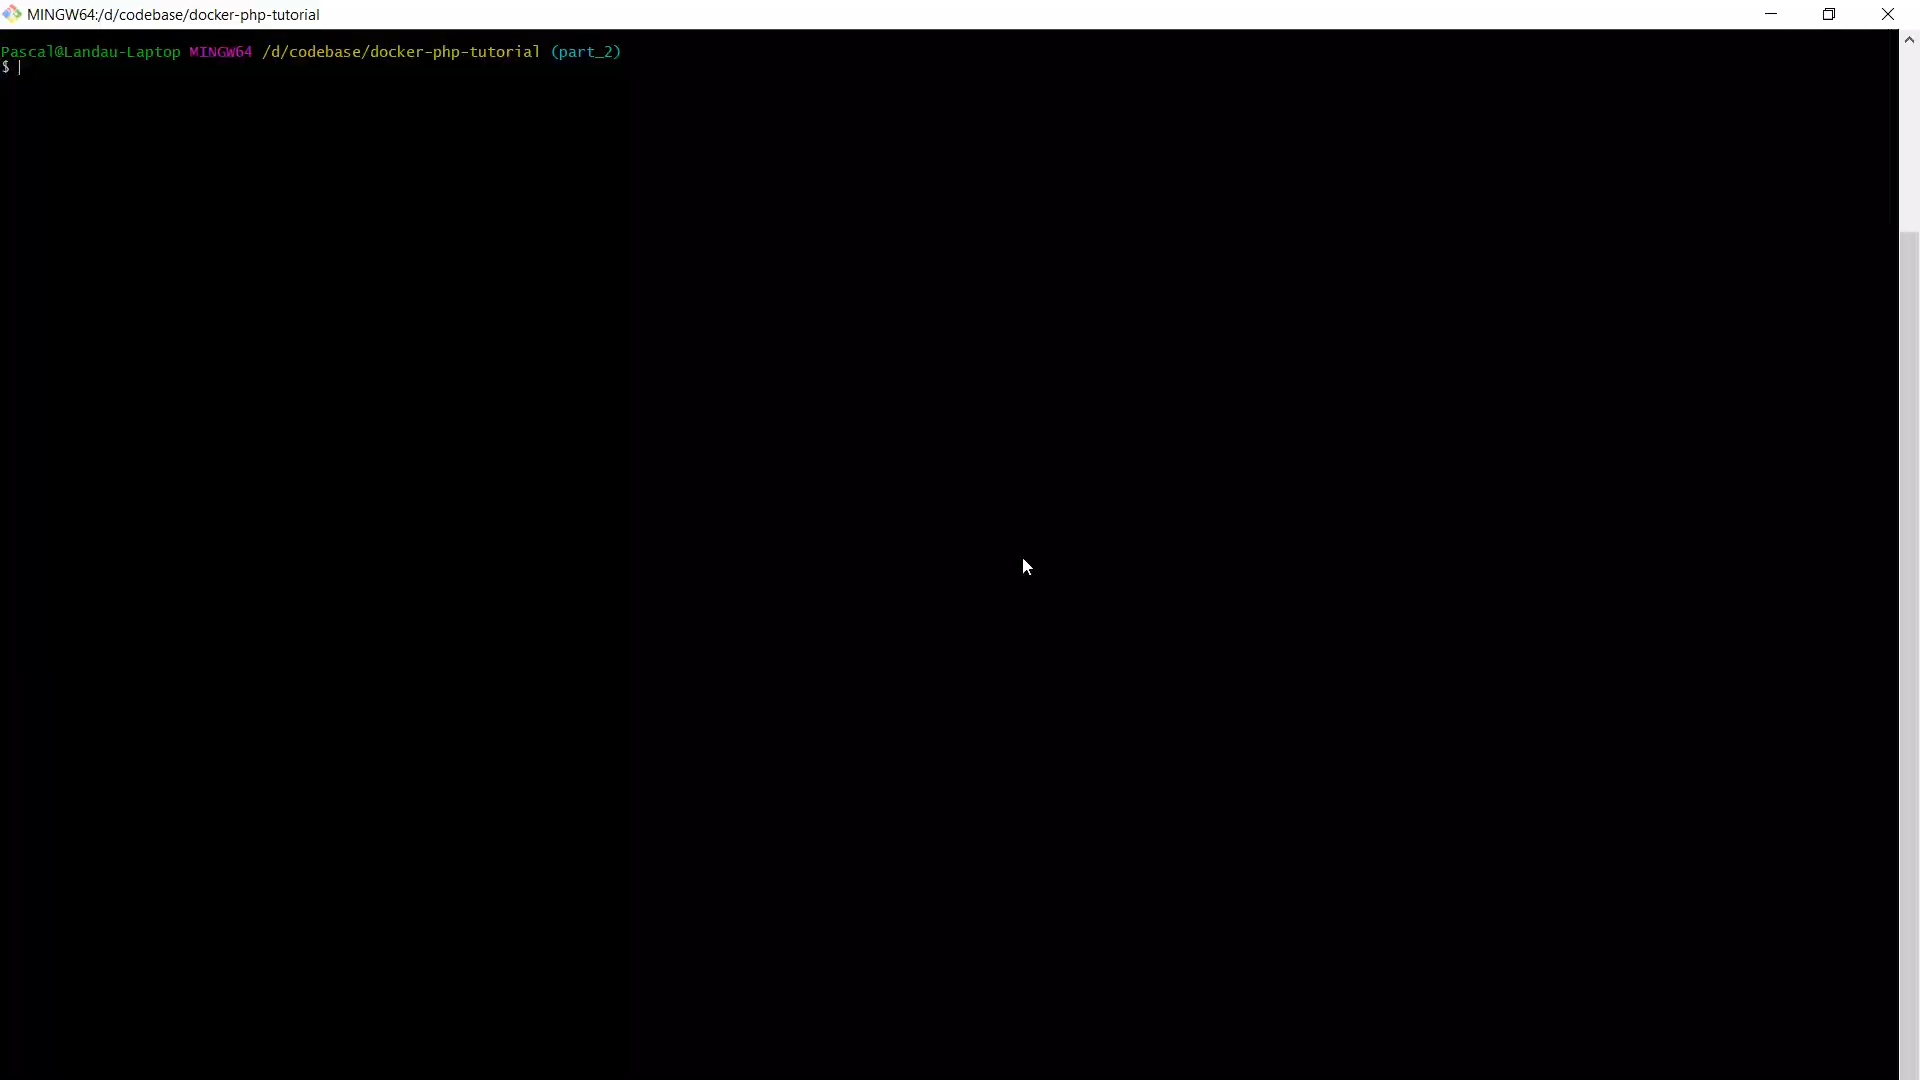 MINGW64:/d/codebase/docker-php-tutorial
Pascal@Landau-Laptop MINGW64 /d/codebase/docker-php-tutorial (part_2)
$